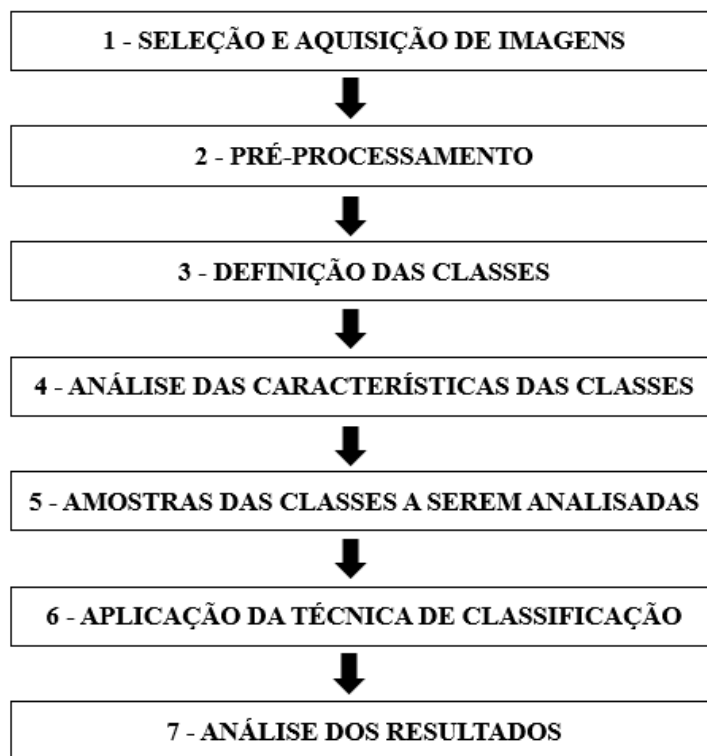 1 - SELEÇÃO E AQUISIÇÃO DE IMAGENS
2 - PRÉ-PROCESSAMENTO
3 - DEFINIÇÃO DAS CLASSES
4 - ANÁLISE DAS CARACTERÍSTICAS DAS CLASSES
5 - AMOSTRAS DAS CLASSES A SEREM ANALISADAS
6 - APLICAÇÃO DA TÉCNICA DE CLASSIFICAÇÃO
7 - ANÁLISE DOS RESULTADOS